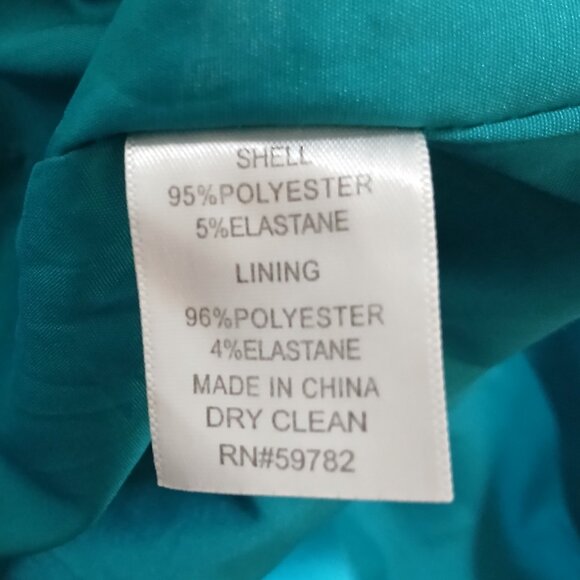 SHELL
95%POLYESTER
5%ELASTANE
LINING
96%POLYESTER
4%ELASTANE
MADE IN CHINA
DRY CLEAN
RN#59782